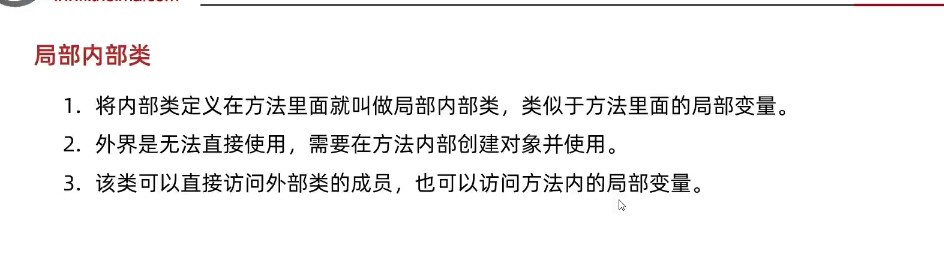 局部内部类
1. 将内部类定义在方法里面就叫做局部内部类，类似于方法里面的局部变量。
2. 外界是无法直接使用，需要在方法内部创建对象并使用。
3. 该类可以直接访问外部类的成员，也可以访问方法内的局部变量。